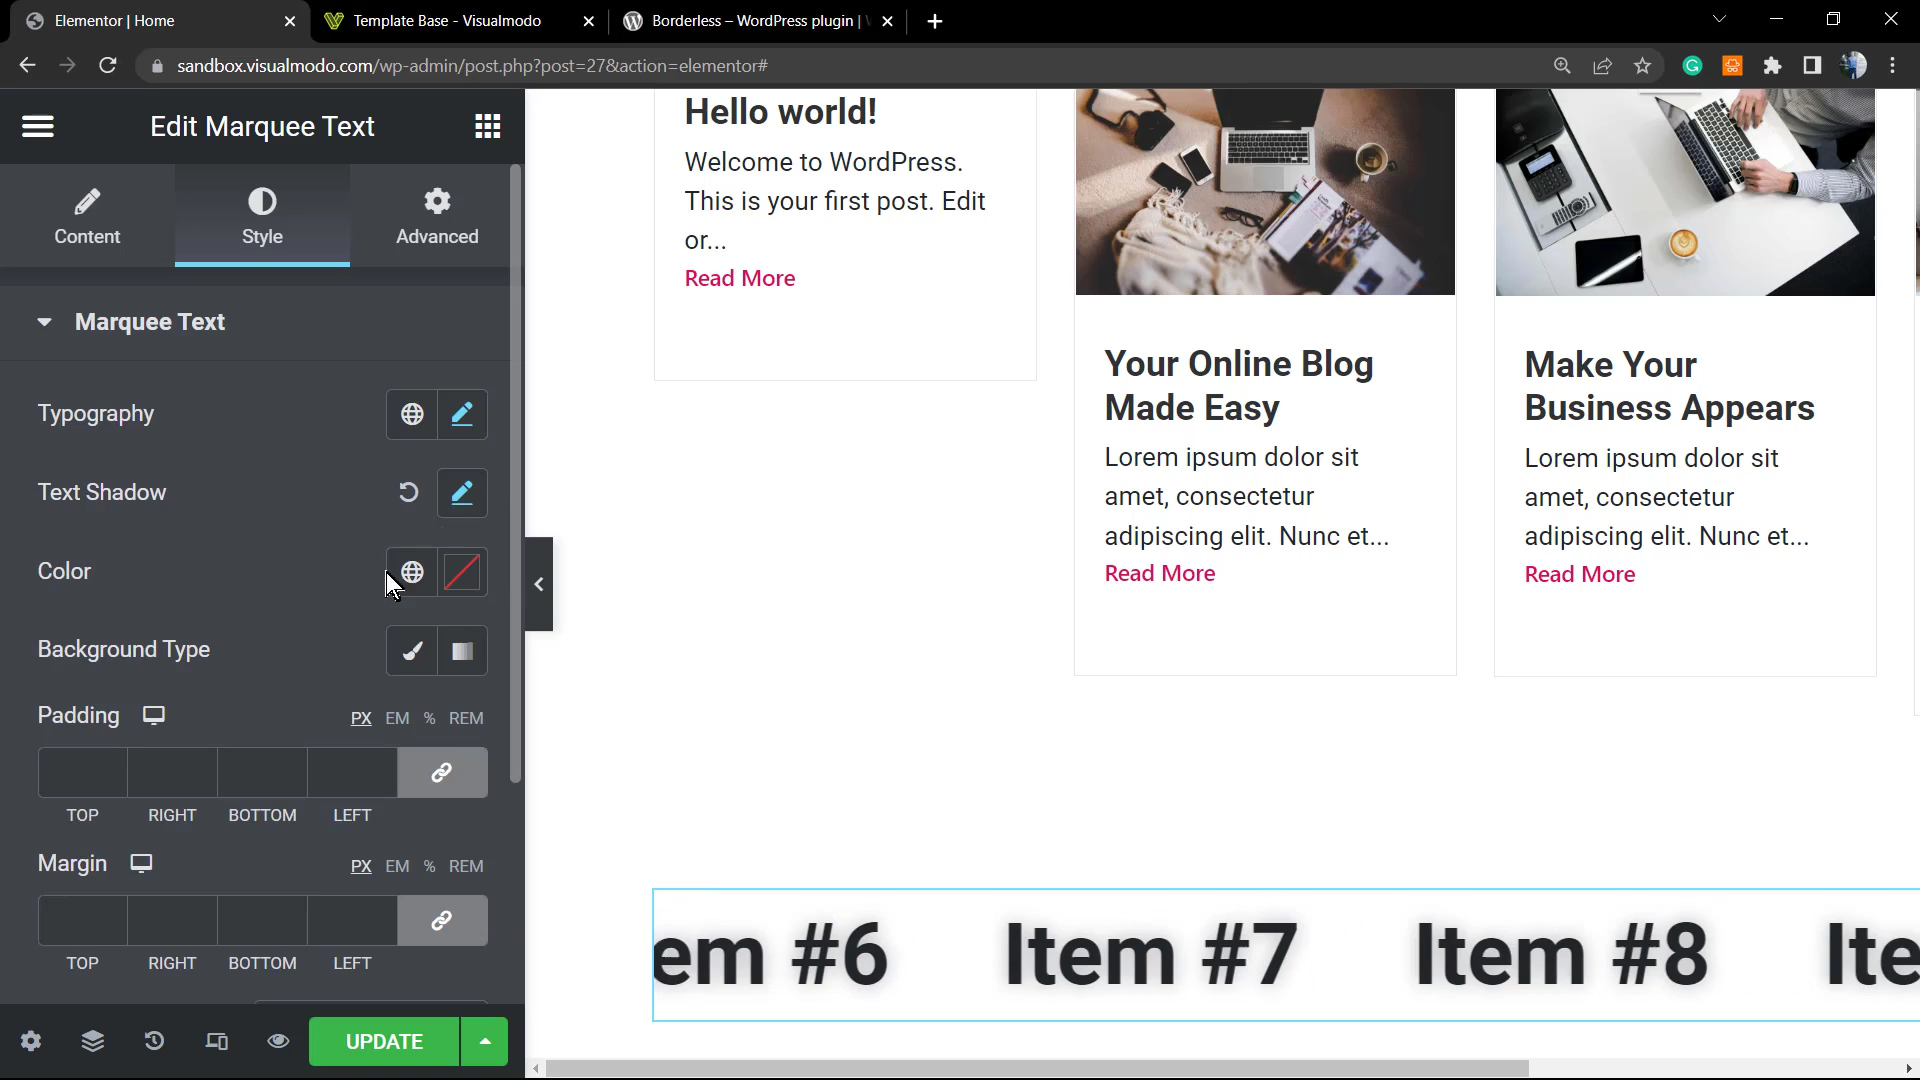 Elementor | Home
Template Base - Visualmodo
Borderless – WordPress plugin |
sandbox.visualmodo.com/wp-admin/post.php?post=27&action=elementor#
Edit Marquee Text
Content
Style
Advanced
Marquee Text
Typography
Text Shadow
Color
Background Type
Padding
PX EM % REM
TOP RIGHT BOTTOM LEFT
Margin
PX EM % REM
TOP RIGHT BOTTOM LEFT
UPDATE
Hello world!
Welcome to WordPress.
This is your first post. Edit
or...
Read More
Your Online Blog
Made Easy
Lorem ipsum dolor sit
amet, consectetur
adipiscing elit. Nunc et...
Read More
Make Your
Business Appears
Lorem ipsum dolor sit
amet, consectetur
adipiscing elit. Nunc et...
Read More
em #6 Item #7 Item #8 Ite